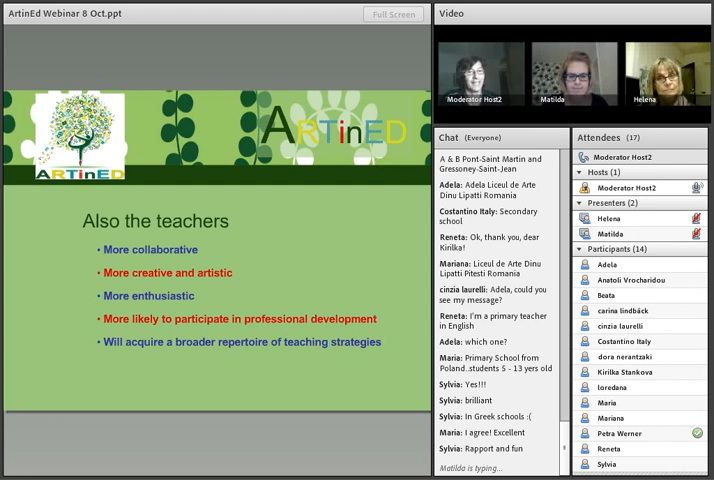 ArtinEd Webinar 8 Oct.ppt
Full Screen
ARTinED
ARTinED
Also the teachers
• More collaborative
• More creative and artistic
• More enthusiastic
• More likely to participate in professional development
• Will acquire a broader repertoire of teaching strategies
Video
Moderator Host2
Matilda
Helena
Chat (Everyone)
A & B Pont-Saint Martin and
Gressoney-Saint-Jean
Adela: Adela Liceul de Arte
Dinu Lipatti Romania
Costantino Italy: Secondary
school
Reneta: Ok, thank you, dear
Kirilka!
Mariana: Liceul de Arte Dinu
Lipatti Pitesti Romania
cinzia laurelli: Adela, could you
see my message?
Reneta: I'm a primary teacher
in English
Adela: which one?
Maria: Primary School from
Poland..students 5 - 13 yers old
Sylvia: Yes!!!
Sylvia: brilliant
Sylvia: In Greek schools :(
Maria: I agree! Excellent
Sylvia: Rapport and fun
Matilda is typing...
Attendees (17)
Moderator Host2
Hosts (1)
Moderator Host2
Presenters (2)
Helena
Matilda
Participants (14)
Adela
Anatoli Vrocharidou
Beata
carina lindbäck
cinzia laurelli
Costantino Italy
dora nerantzaki
Kirilka Stankova
loredana
Maria
Mariana
Petra Werner
Reneta
Sylvia